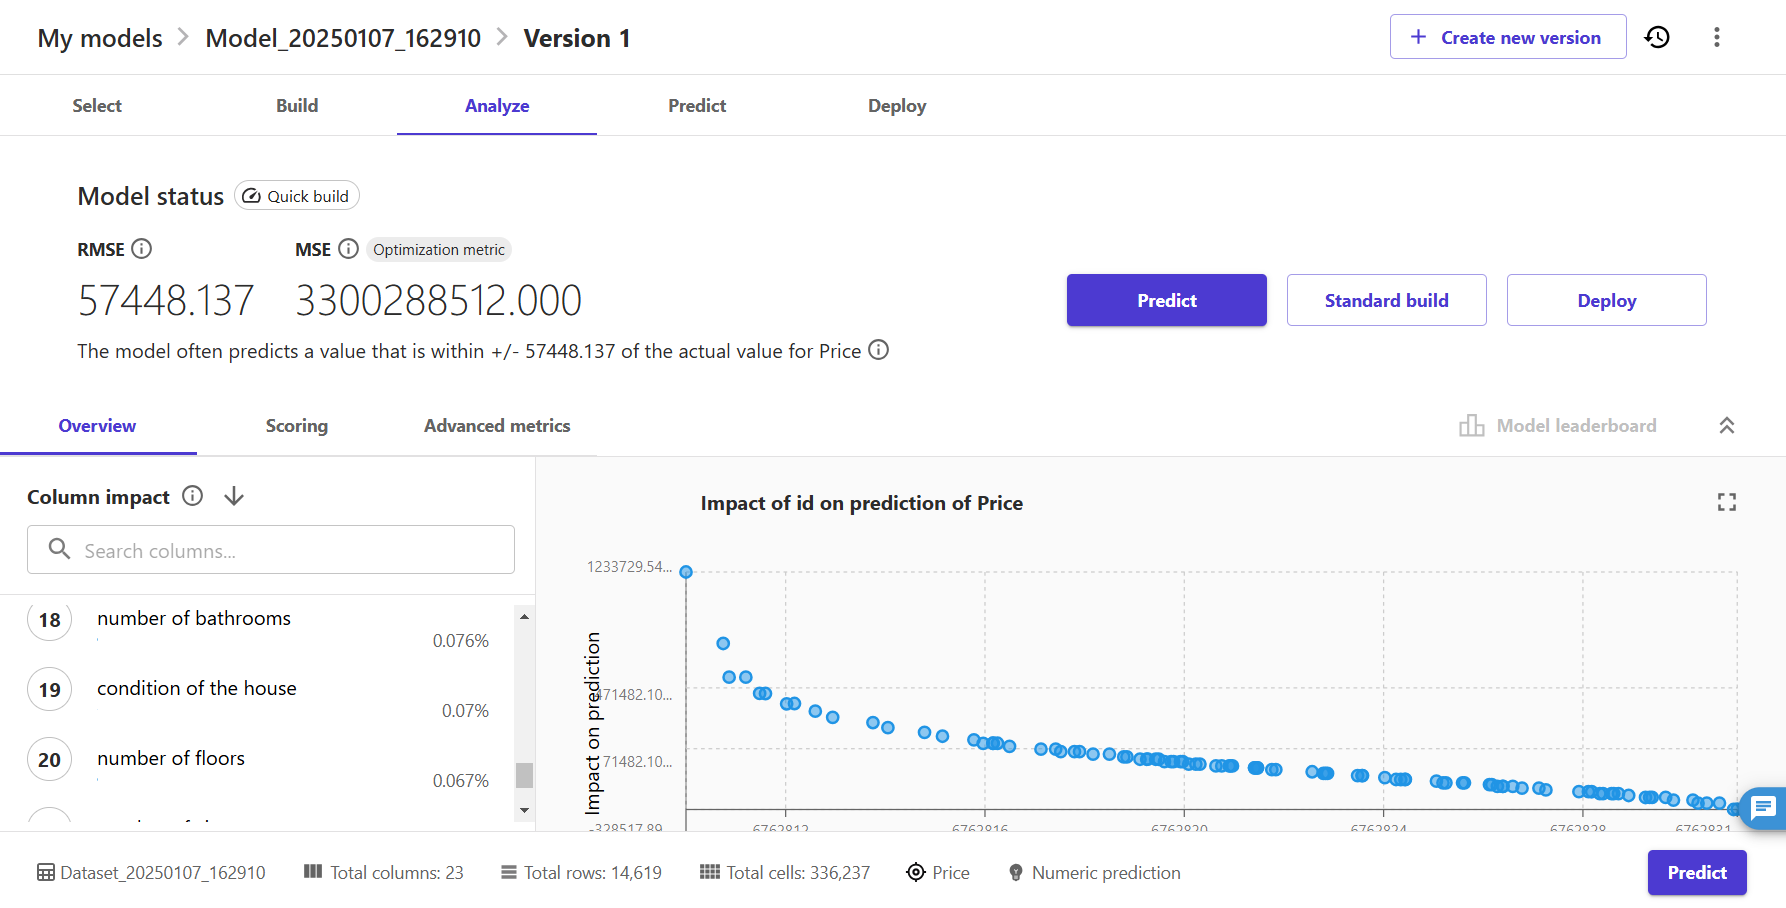 My models > Model_20250107_162910 > Version 1
+ Create new version
Select Build Analyze Predict Deploy
Model status Quick build
RMSE MSE Optimization metric
57448.137 3300288512.000
Predict Standard build Deploy
The model often predicts a value that is within +/- 57448.137 of the actual value for Price
Overview Scoring Advanced metrics
Model leaderboard
Column impact
Search columns...
18 number of bathrooms
0.076%
19 condition of the house
0.07%
20 number of floors
0.067%
Impact of id on prediction of Price
Impact on prediction
1233729.54...
471482.10...
71482.10...
-328517.89
6762812 6762816 6762820 6762824 6762828 6762831
Dataset_20250107_162910 Total columns: 23 Total rows: 14,619 Total cells: 336,237 Price Numeric prediction
Predict